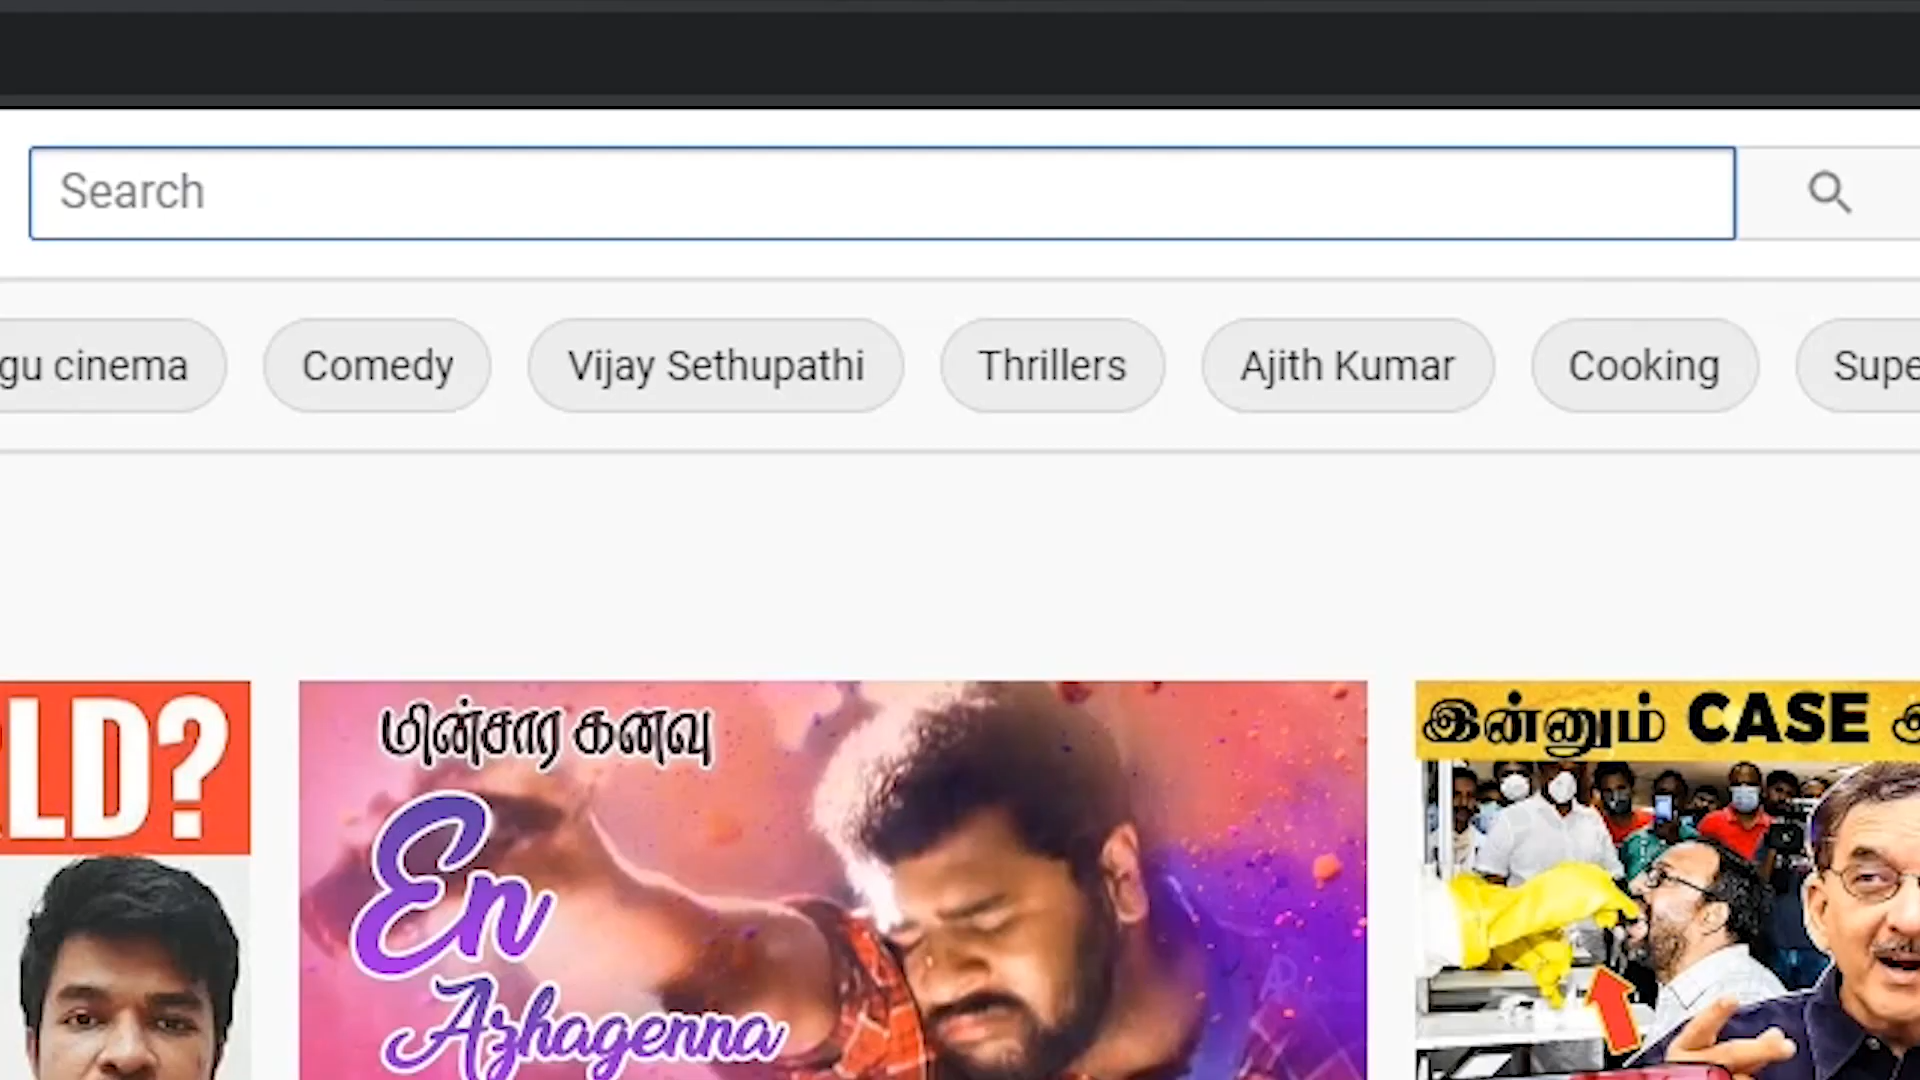 Search
gu cinema
Comedy
Vijay Sethupathi
Thrillers
Ajith Kumar
Cooking
Supe
LD?
மின்சார கனவு
En
Azhagenna
இன்னும் CASE